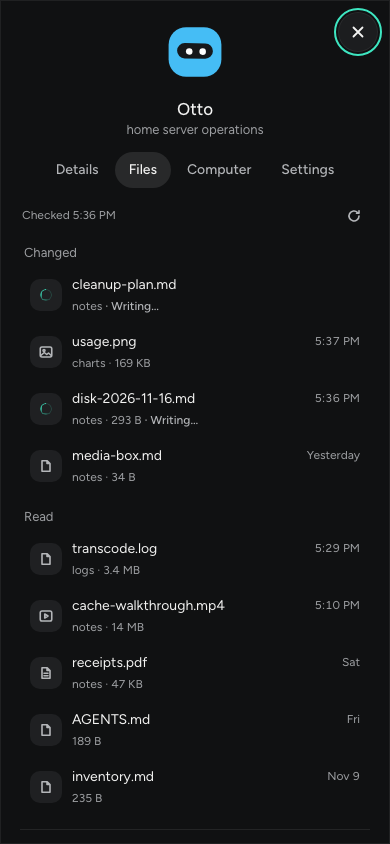 Otto
home server operations
Details Files Computer Settings
Checked 5:36 PM
Changed
cleanup-plan.md
notes · Writing...
usage.png 5:37 PM
charts · 169 KB
disk-2026-11-16.md 5:36 PM
notes · 293 B · Writing...
media-box.md Yesterday
notes · 34 B
Read
transcode.log 5:29 PM
logs · 3.4 MB
cache-walkthrough.mp4 5:10 PM
notes · 14 MB
receipts.pdf Sat
notes · 47 KB
AGENTS.md Fri
189 B
inventory.md Nov 9
235 B